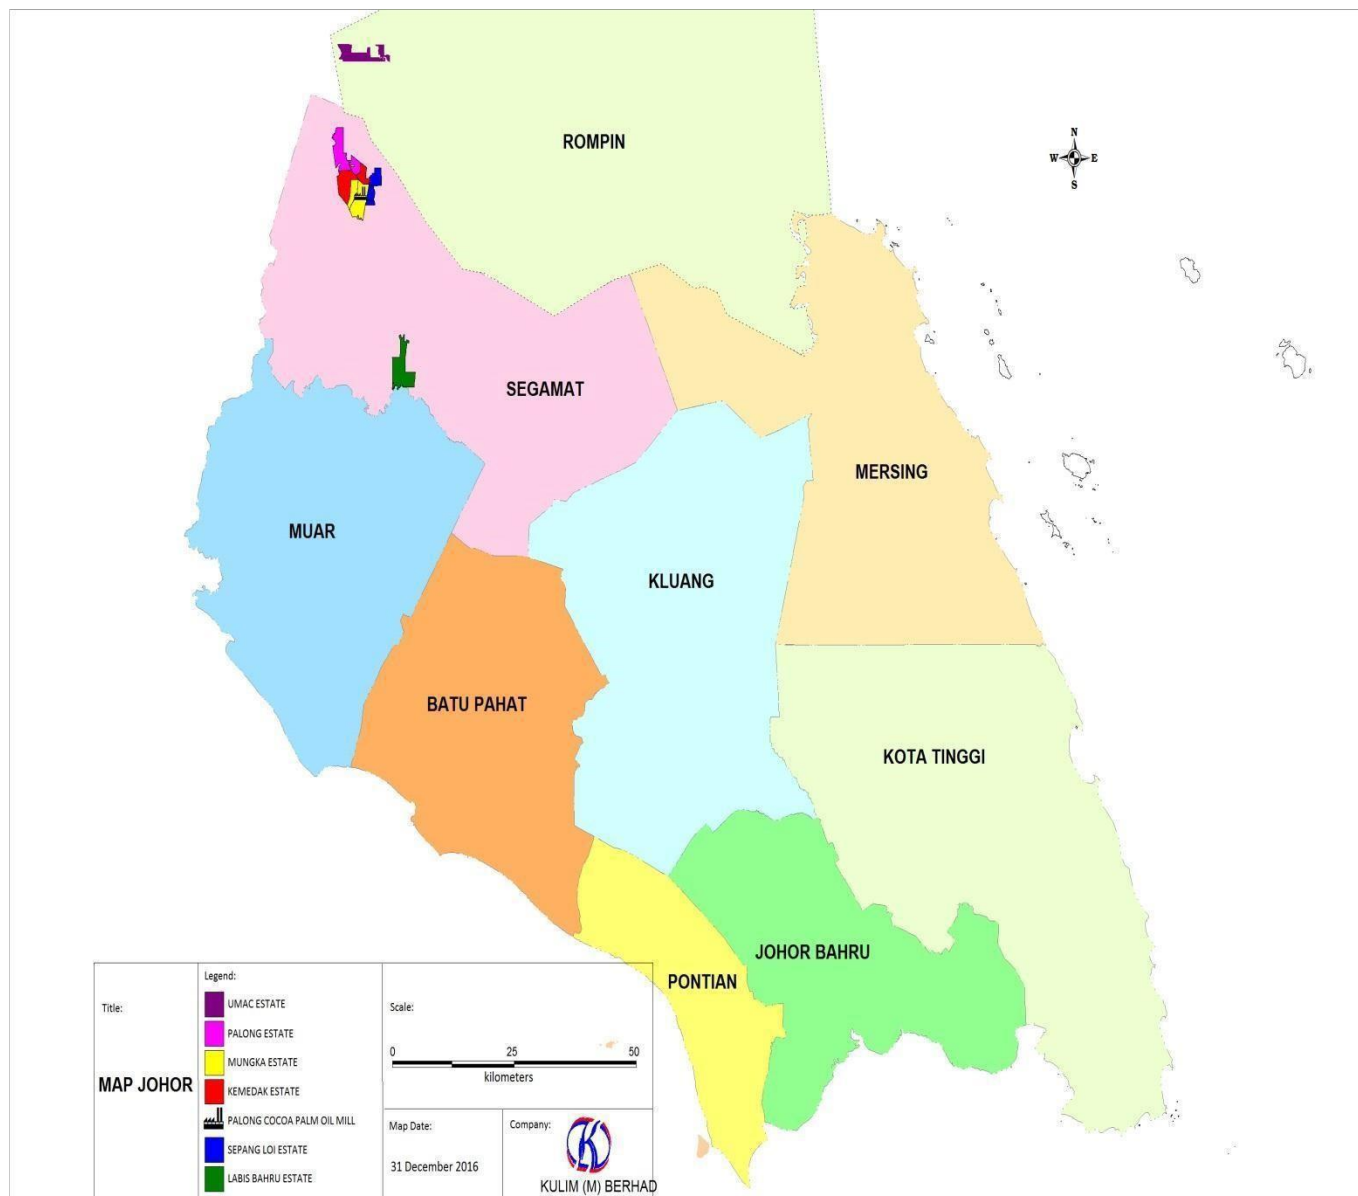 ROMPIN
N
W E
S
SEGAMAT
MERSING
MUAR
KLUANG
BATU PAHAT
KOTA TINGGI
JOHOR BAHRU
PONTIAN
Title:
MAP JOHOR
Legend:
UMAC ESTATE
PALONG ESTATE
MUNGKA ESTATE
KEMEDAK ESTATE
PALONG COCOA PALM OIL MILL
SEPANG LOI ESTATE
LABIS BAHRU ESTATE
Scale:
0 25 50
kilometers
Map Date:
31 December 2016
Company:
K
KULIM (M) BERHAD